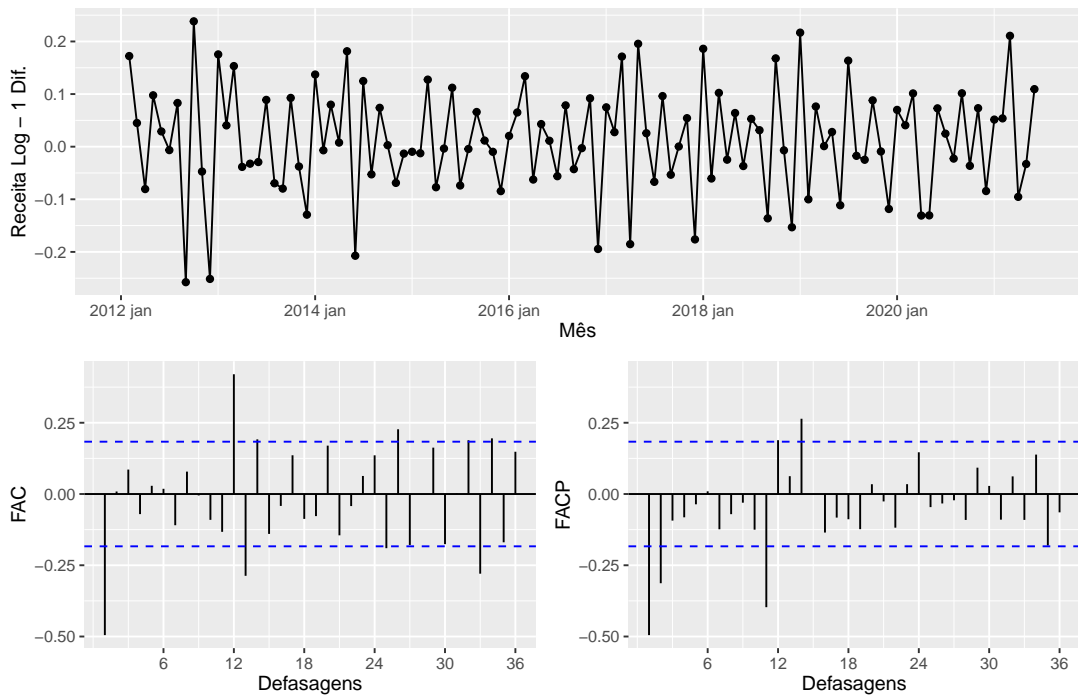 Receita Log − 1 Dif.
0.2
0.1
0.0
−0.1
−0.2
2012 jan
2014 jan
2016 jan
2018 jan
2020 jan
Mês
FAC
0.25
0.00
−0.25
−0.50
6
12
18
24
30
36
Defasagens
FACP
0.25
0.00
−0.25
−0.50
6
12
18
24
30
36
Defasagens